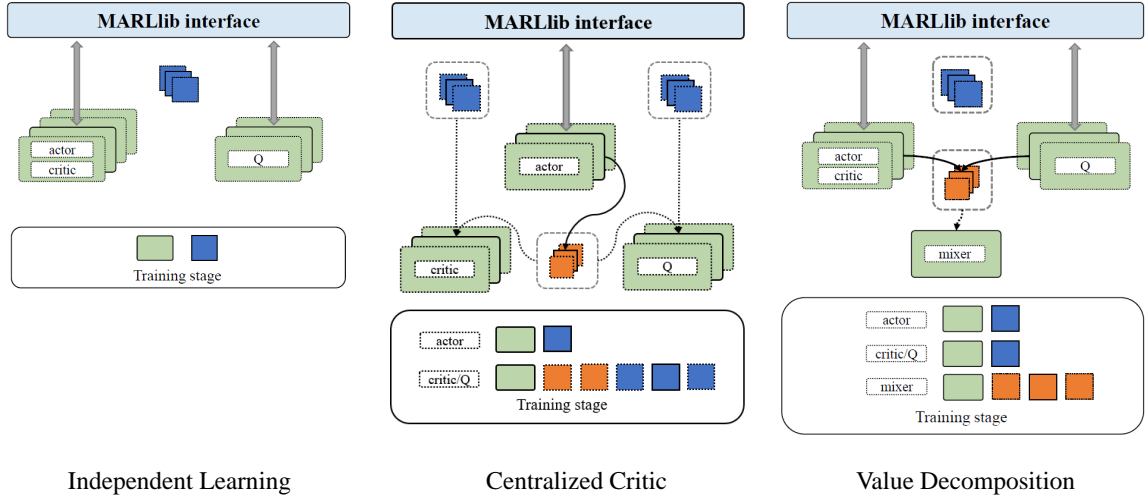 MARLlib interface
actor
critic
Q
Training stage
Independent Learning
MARLlib interface
actor
critic
Q
actor
critic/Q
Training stage
Centralized Critic
MARLlib interface
actor
critic
Q
mixer
actor
critic/Q
mixer
Training stage
Value Decomposition